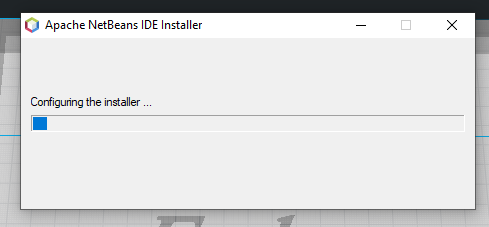 Apache NetBeans IDE Installer
Configuring the installer ...